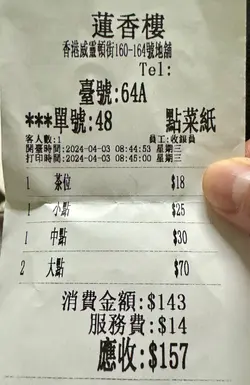 蓮香樓
香港威靈頓街160-164號地舖
Tel:
臺號:64A
***單號:48 點菜紙
客人數:1 員工:收銀員
開臺時間:2024-04-03 08:44:53 星期三
打印時間:2024-04-03 08:45:00 星期三
1 茶位 $18
1 小點 $25
1 中點 $30
2 大點 $70
消費金額:$143
服務費:$14
應收:$157